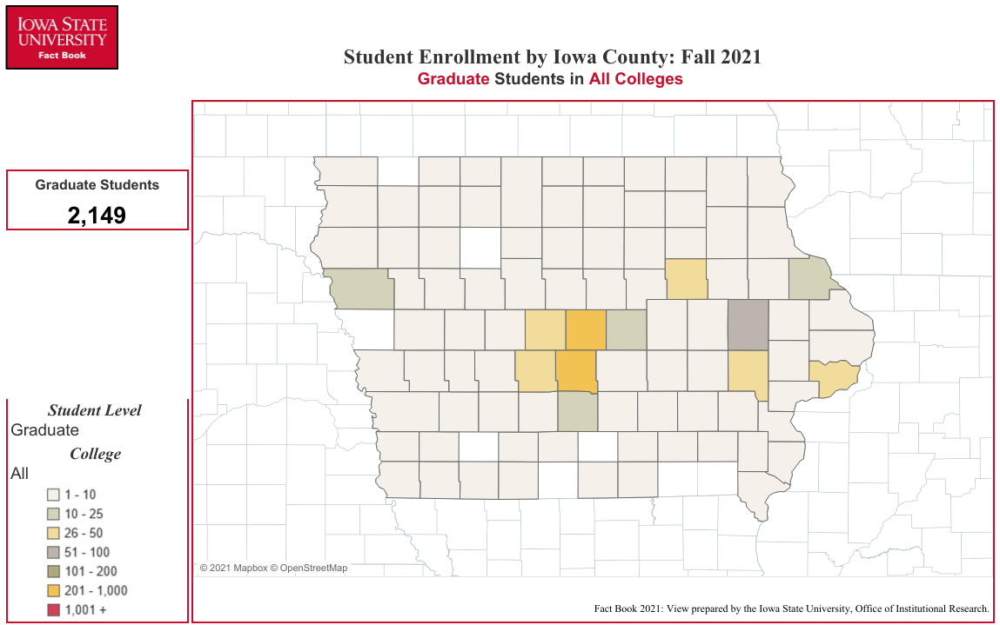 IOWA STATE
UNIVERSITY
Fact Book
Student Enrollment by Iowa County: Fall 2021
Graduate Students in All Colleges
Graduate Students
2,149
Student Level
Graduate
College
All
1 - 10
10 - 25
26 - 50
51 - 100
101 - 200
201 - 1,000
1,001 +
© 2021 Mapbox © OpenStreetMap
Fact Book 2021: View prepared by the Iowa State University, Office of Institutional Research.